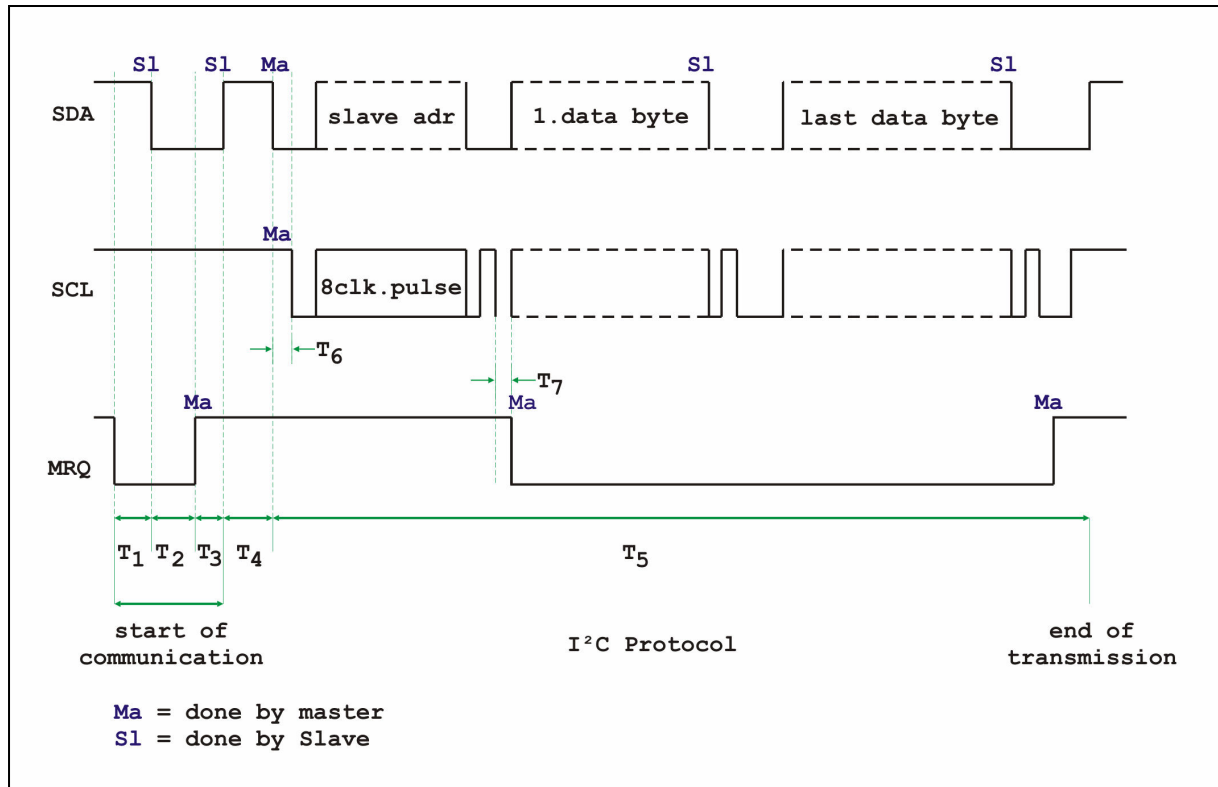 Sl Sl Ma Sl Sl
SDA slave adr 1.data byte last data byte
Ma
SCL 8clk.pulse
T6
T7
Ma Ma Ma
MRQ
T1 T2 T3 T4 T5
start of communication
I²C Protocol
end of transmission
Ma = done by master
Sl = done by Slave